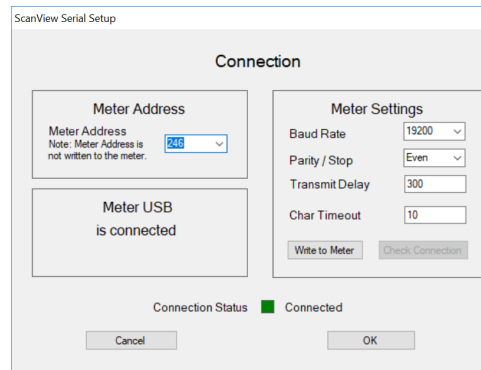 ScanView Serial Setup
Connection
Meter Address
Meter Address
Note: Meter Address is
not written to the meter.
246
Meter USB
is connected
Meter Settings
Baud Rate
19200
Parity / Stop
Even
Transmit Delay
300
Char Timeout
10
Write to Meter
Check Connection
Connection Status
Connected
Cancel
OK